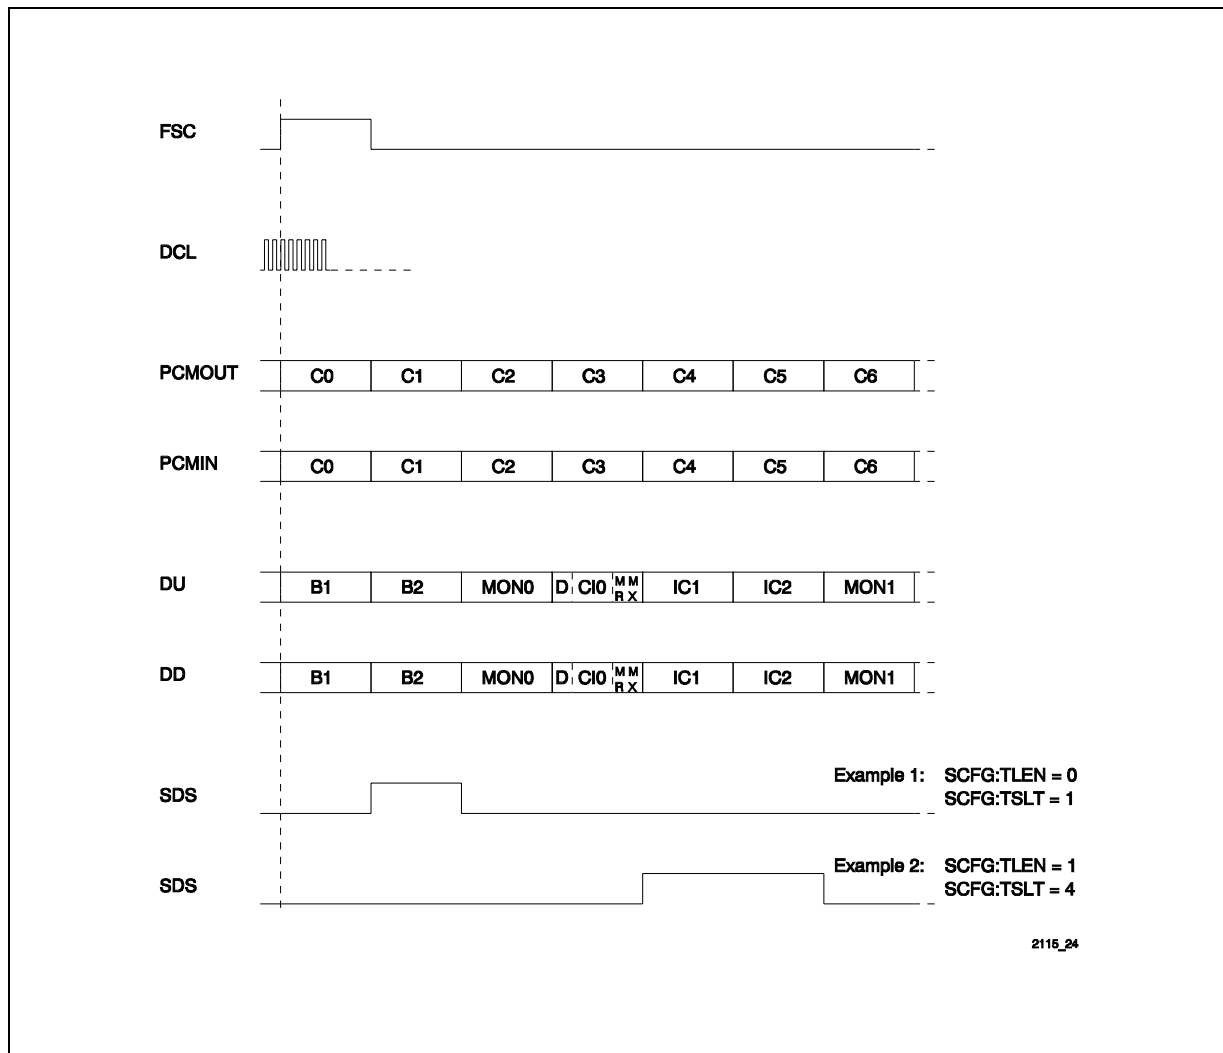 FSC
DCL
PCMOUT C0 C1 C2 C3 C4 C5 C6
PCMIN C0 C1 C2 C3 C4 C5 C6
DU B1 B2 MON0 D CI0 M M IC1 IC2 MON1
R X
DD B1 B2 MON0 D CI0 M M IC1 IC2 MON1
R X
SDS Example 1: SCFG:TLEN = 0
SCFG:TSLT = 1
SDS Example 2: SCFG:TLEN = 1
SCFG:TSLT = 4
2115_24